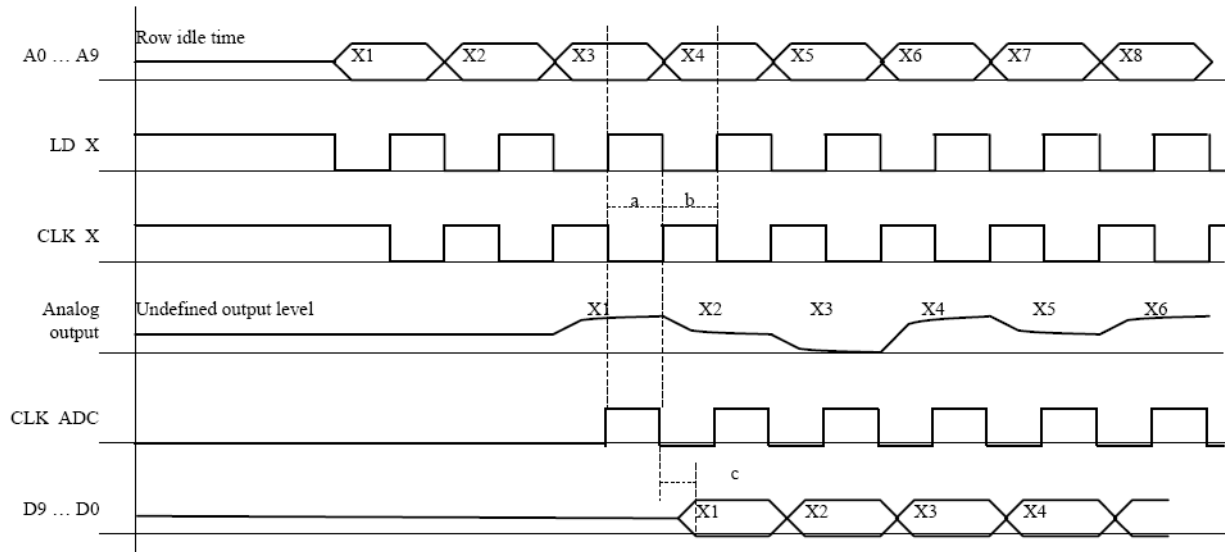 Row idle time
A0 ... A9
X1 X2 X3 X4 X5 X6 X7 X8
LD X
a b
CLK X
Analog output
Undefined output level
X1 X2 X3 X4 X5 X6
CLK ADC
c
D9 ... D0
X1 X2 X3 X4